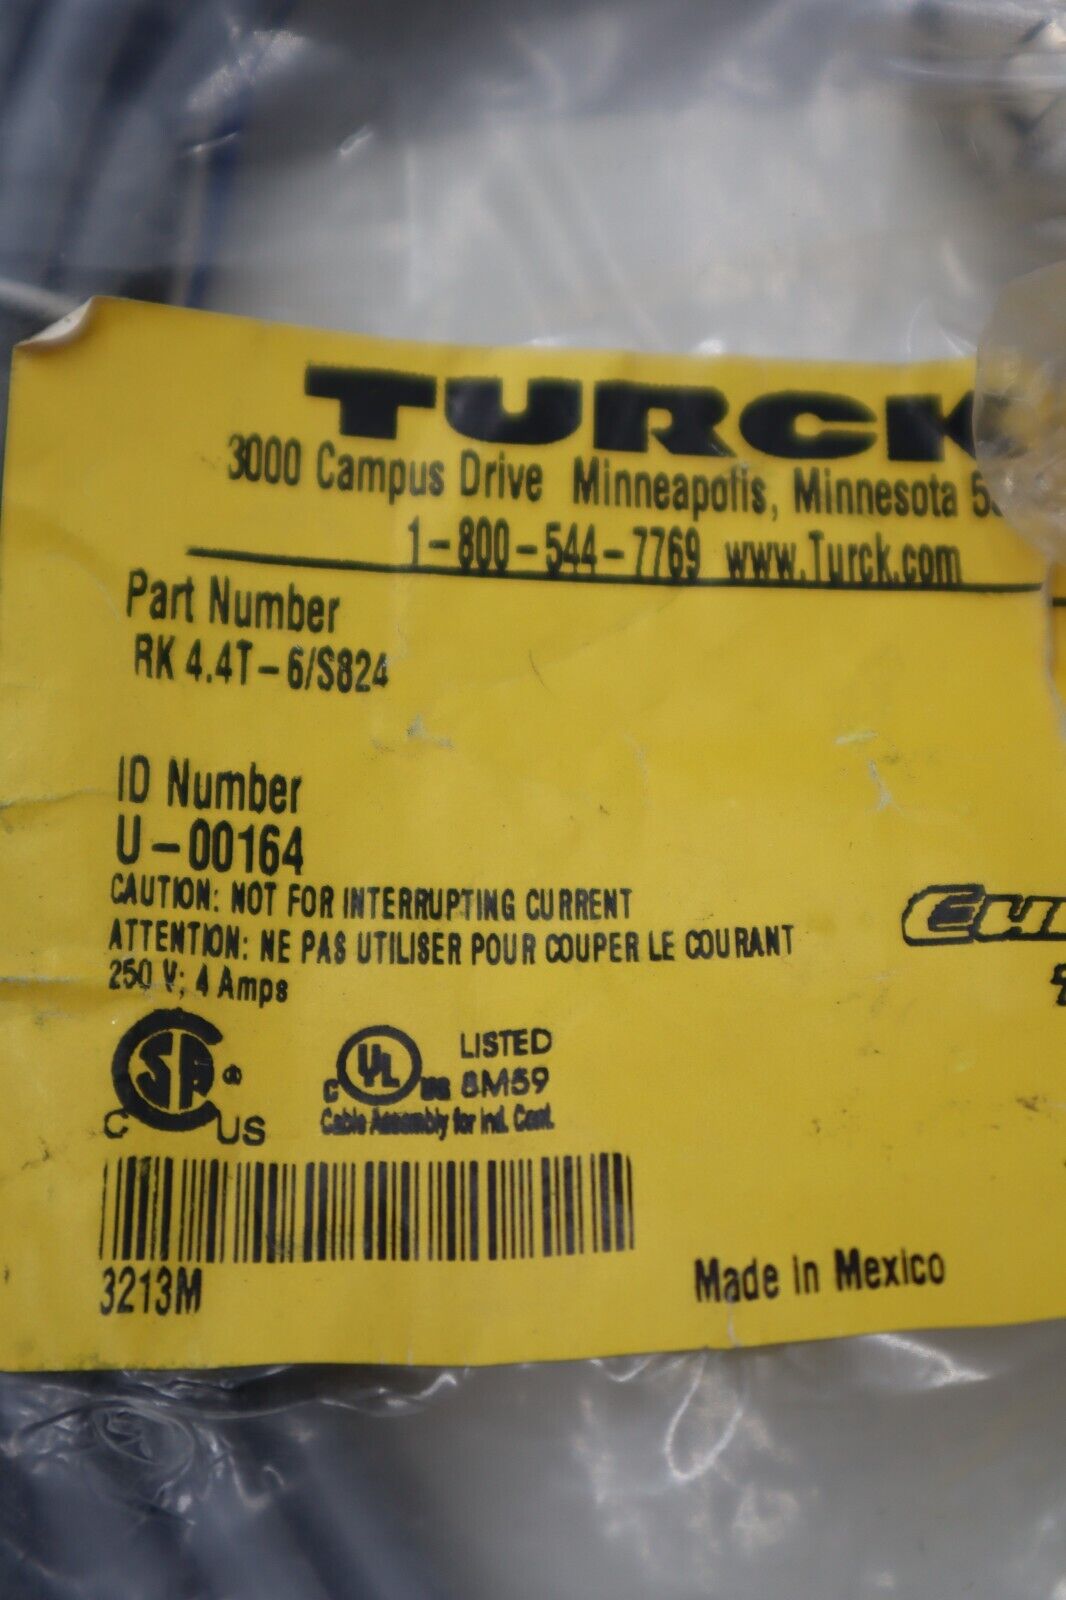 TURCK
3000 Campus Drive Minneapolis, Minnesota
1-800-544-7769 www.Turck.com
Part Number
RK 4.4T-6/S824
ID Number
U-00164
CAUTION: NOT FOR INTERRUPTING CURRENT
ATTENTION: NE PAS UTILISER POUR COUPER LE COURANT
250 V; 4 Amps
CSA ®
C US
C UL US LISTED
8M59
Cable Assembly for Ind. Cont.
3213M
Made in Mexico